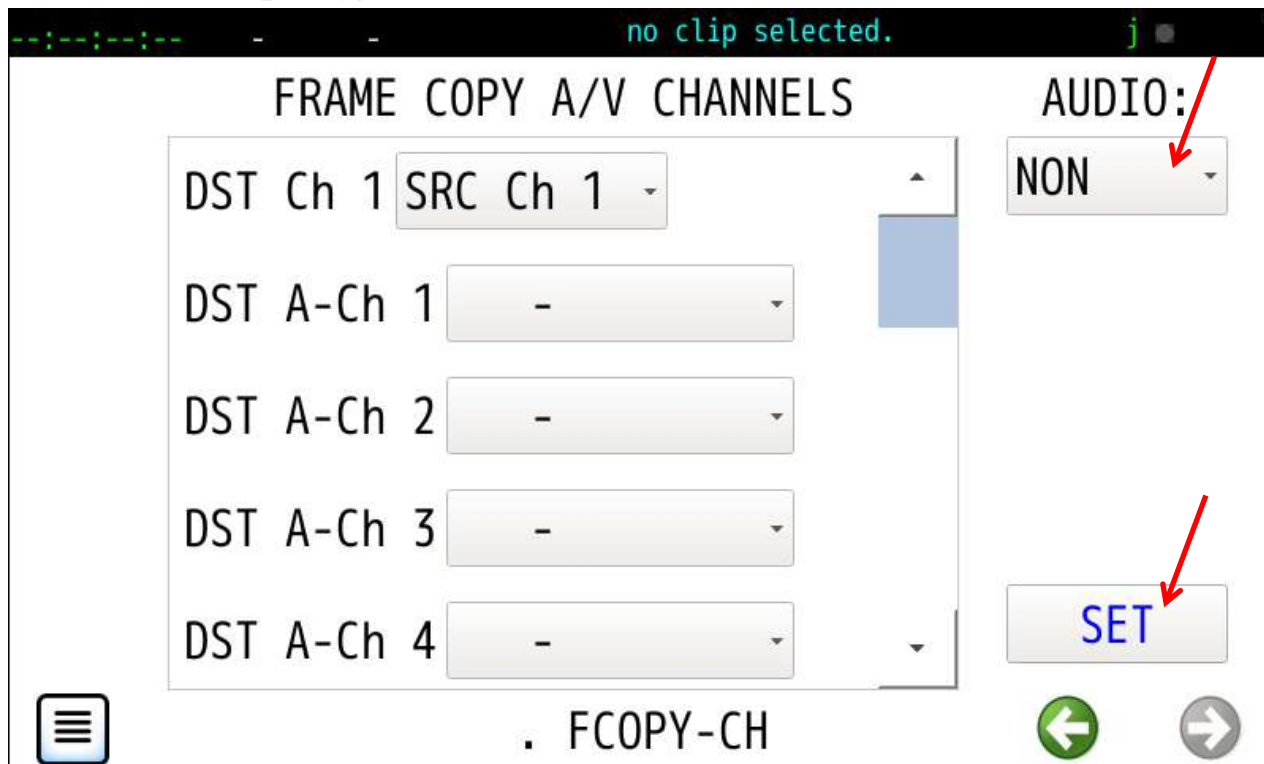 --:--:--:-- - - no clip selected. j
FRAME COPY A/V CHANNELS AUDIO:
DST Ch 1 SRC Ch 1 NON
DST A-Ch 1 -
DST A-Ch 2 -
DST A-Ch 3 -
DST A-Ch 4 - SET
. FCOPY-CH